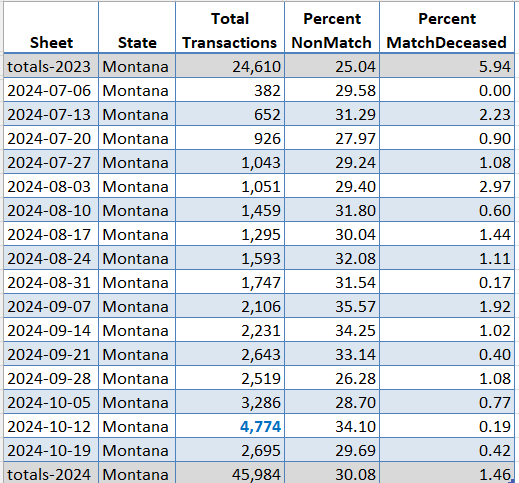 Sheet State Total Transactions Percent NonMatch Percent MatchDeceased
totals-2023 Montana 24,610 25.04 5.94
2024-07-06 Montana 382 29.58 0.00
2024-07-13 Montana 652 31.29 2.23
2024-07-20 Montana 926 27.97 0.90
2024-07-27 Montana 1,043 29.24 1.08
2024-08-03 Montana 1,051 29.40 2.97
2024-08-10 Montana 1,459 31.80 0.60
2024-08-17 Montana 1,295 30.04 1.44
2024-08-24 Montana 1,593 32.08 1.11
2024-08-31 Montana 1,747 31.54 0.17
2024-09-07 Montana 2,106 35.57 1.92
2024-09-14 Montana 2,231 34.25 1.02
2024-09-21 Montana 2,643 33.14 0.40
2024-09-28 Montana 2,519 26.28 1.08
2024-10-05 Montana 3,286 28.70 0.77
2024-10-12 Montana 4,774 34.10 0.19
2024-10-19 Montana 2,695 29.69 0.42
totals-2024 Montana 45,984 30.08 1.46